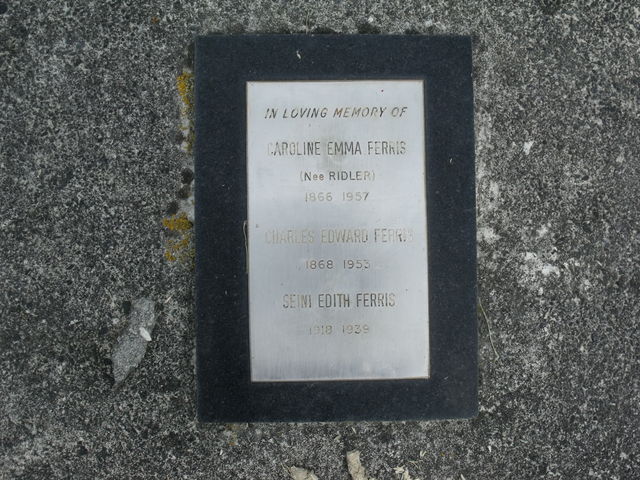 IN LOVING MEMORY OF
CAROLINE EMMA FERRIS
(Nee RIDLER)
1866 1957
CHARLES EDWARD FERRIS
1868 1953
SEINI EDITH FERRIS
1918 1939